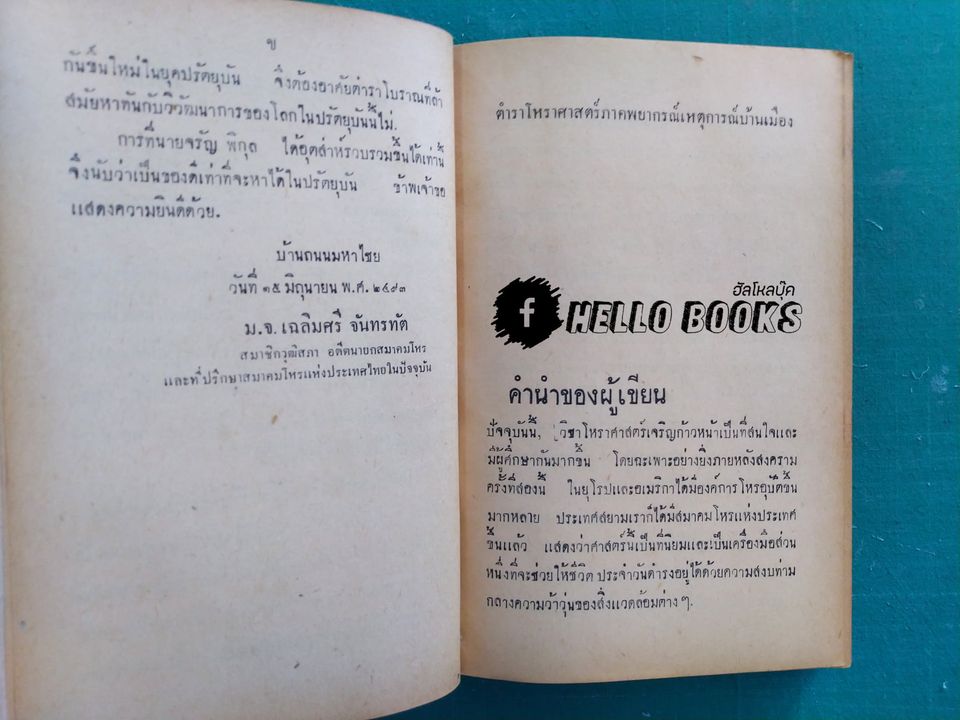 ข
กันขึ้นใหม่ในยุคปรัตยุบัน จึงต้องอาศัยตำราโบราณที่ล้า
สมัยหาทันกับวิวัฒนาการของโลกในปรัตยุบันนั้นไม่.
การที่นายจรัญ พิกุล ได้อุตส่าห์รวบรวมขึ้นได้เท่านี้
จึงนับว่าเป็นของดีเท่าที่จะหาได้ในปรัตยุบัน ข้าพเจ้าขอ
แสดงความยินดีด้วย.
บ้านถนนมหาไชย
วันที่ ๑๕ มิถุนายน พ.ศ. ๒๔๙๓
ม.จ. เฉลิมศรี จันทรทัต
สมาชิกวุฒิสภา อดีตนายกสมาคมโหร
และที่ปรึกษาสมาคมโหรแห่งประเทศไทยในปัจจุบัน
ตำราโหราศาสตร์ภาคพยากรณ์เหตุการณ์บ้านเมือง
ฮัลโหลบุ๊ค
f HELLO BOOKS
คำนำของผู้เขียน
ปัจจุบันนี้, วิชาโหราศาสตร์เจริญก้าวหน้าเป็นที่สนใจและ
มีผู้ศึกษากันมากขึ้น โดยฉะเพาะอย่างยิ่งภายหลังสงคราม
ครั้งที่สองนี้ ในยุโรปและอเมริกาได้มีองค์การโหรอุบัติขึ้น
มากหลาย ประเทศสยามเราก็ได้มีสมาคมโหรแห่งประเทศ
ขึ้นแล้ว แสดงว่าศาสตร์นี้เป็นที่นิยมและเป็นเครื่องมือส่วน
หนึ่งที่จะช่วยให้ชีวิต ประจำวันดำรงอยู่ได้ด้วยความสงบท่าม
กลางความว้าวุ่นของสิ่งแวดล้อมต่าง ๆ.